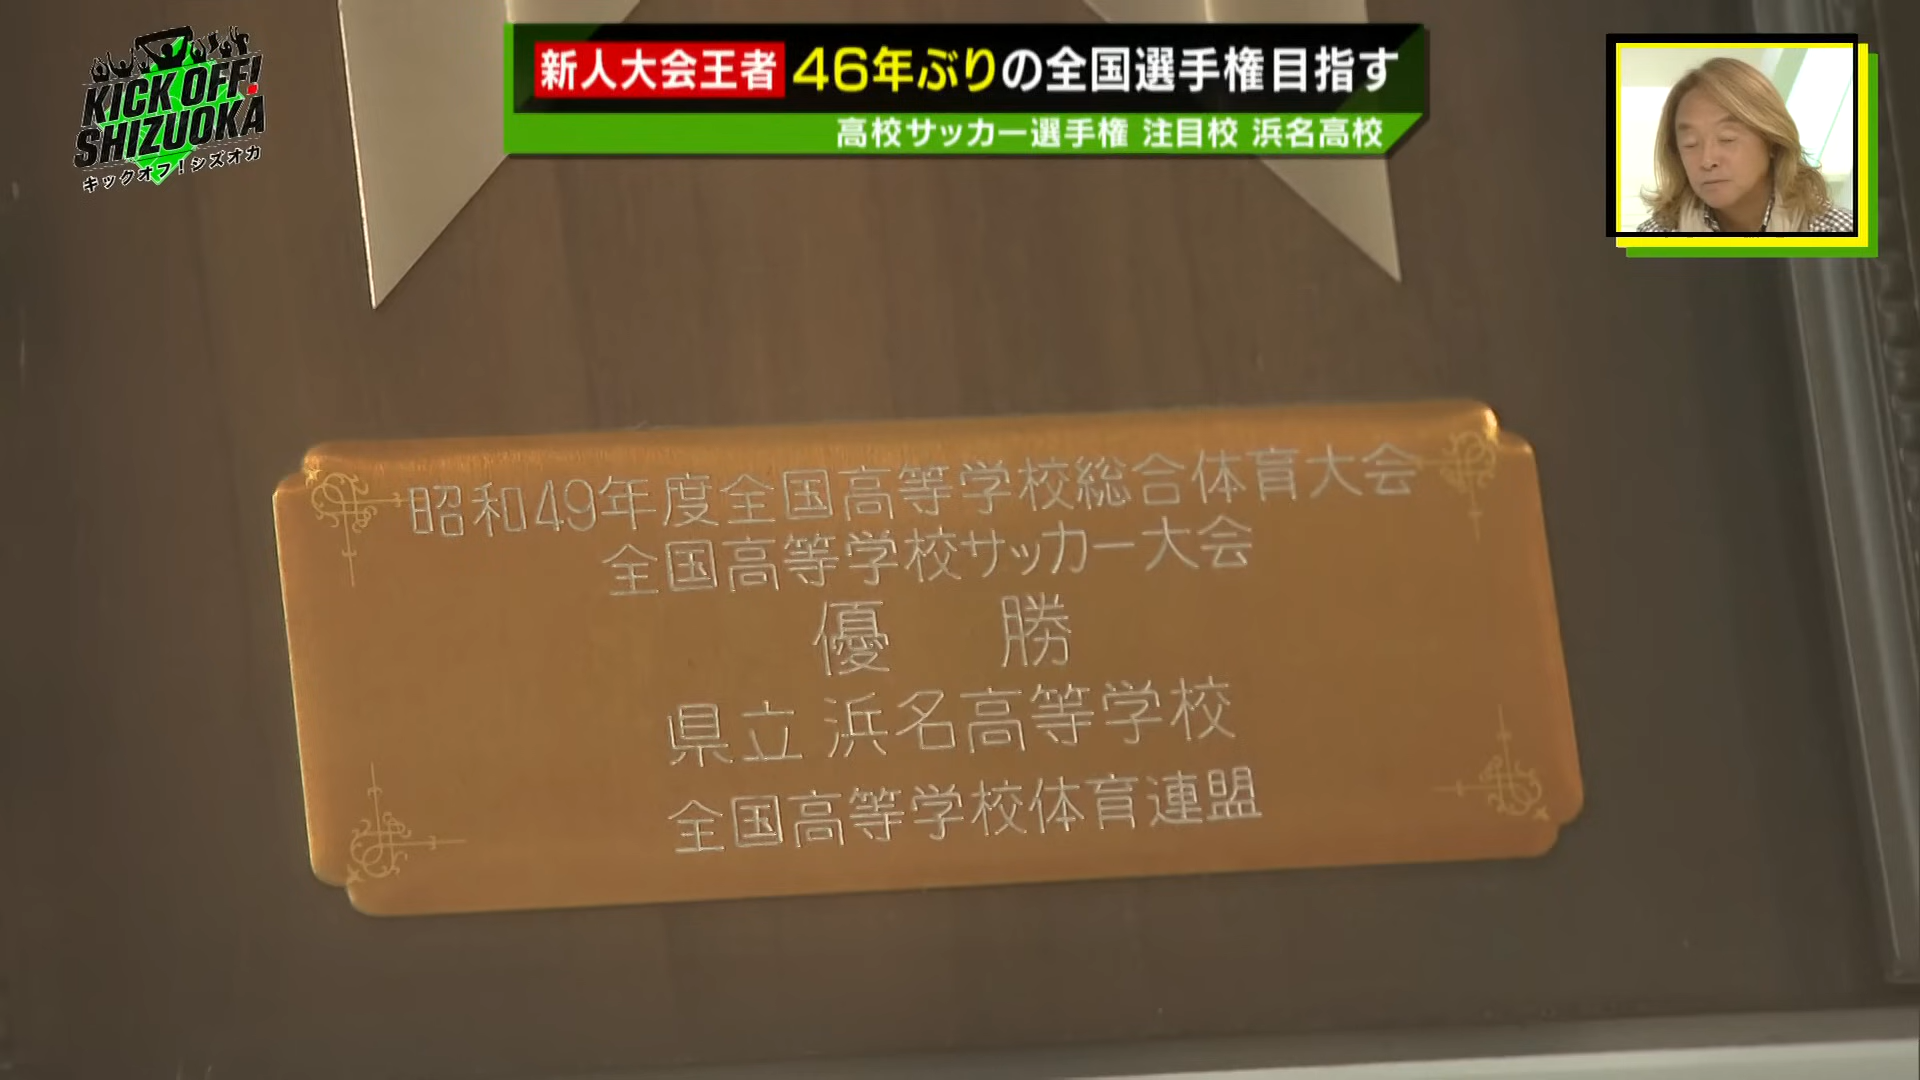 KICK OFF!
SHIZUOKA
キックオフ!シズオカ
新人大会王者 46年ぶりの全国選手権目指す
高校サッカー選手権 注目校 浜名高校
昭和49年度全国高等学校総合体育大会
全国高等学校サッカー大会
優 勝
県立 浜名高等学校
全国高等学校体育連盟